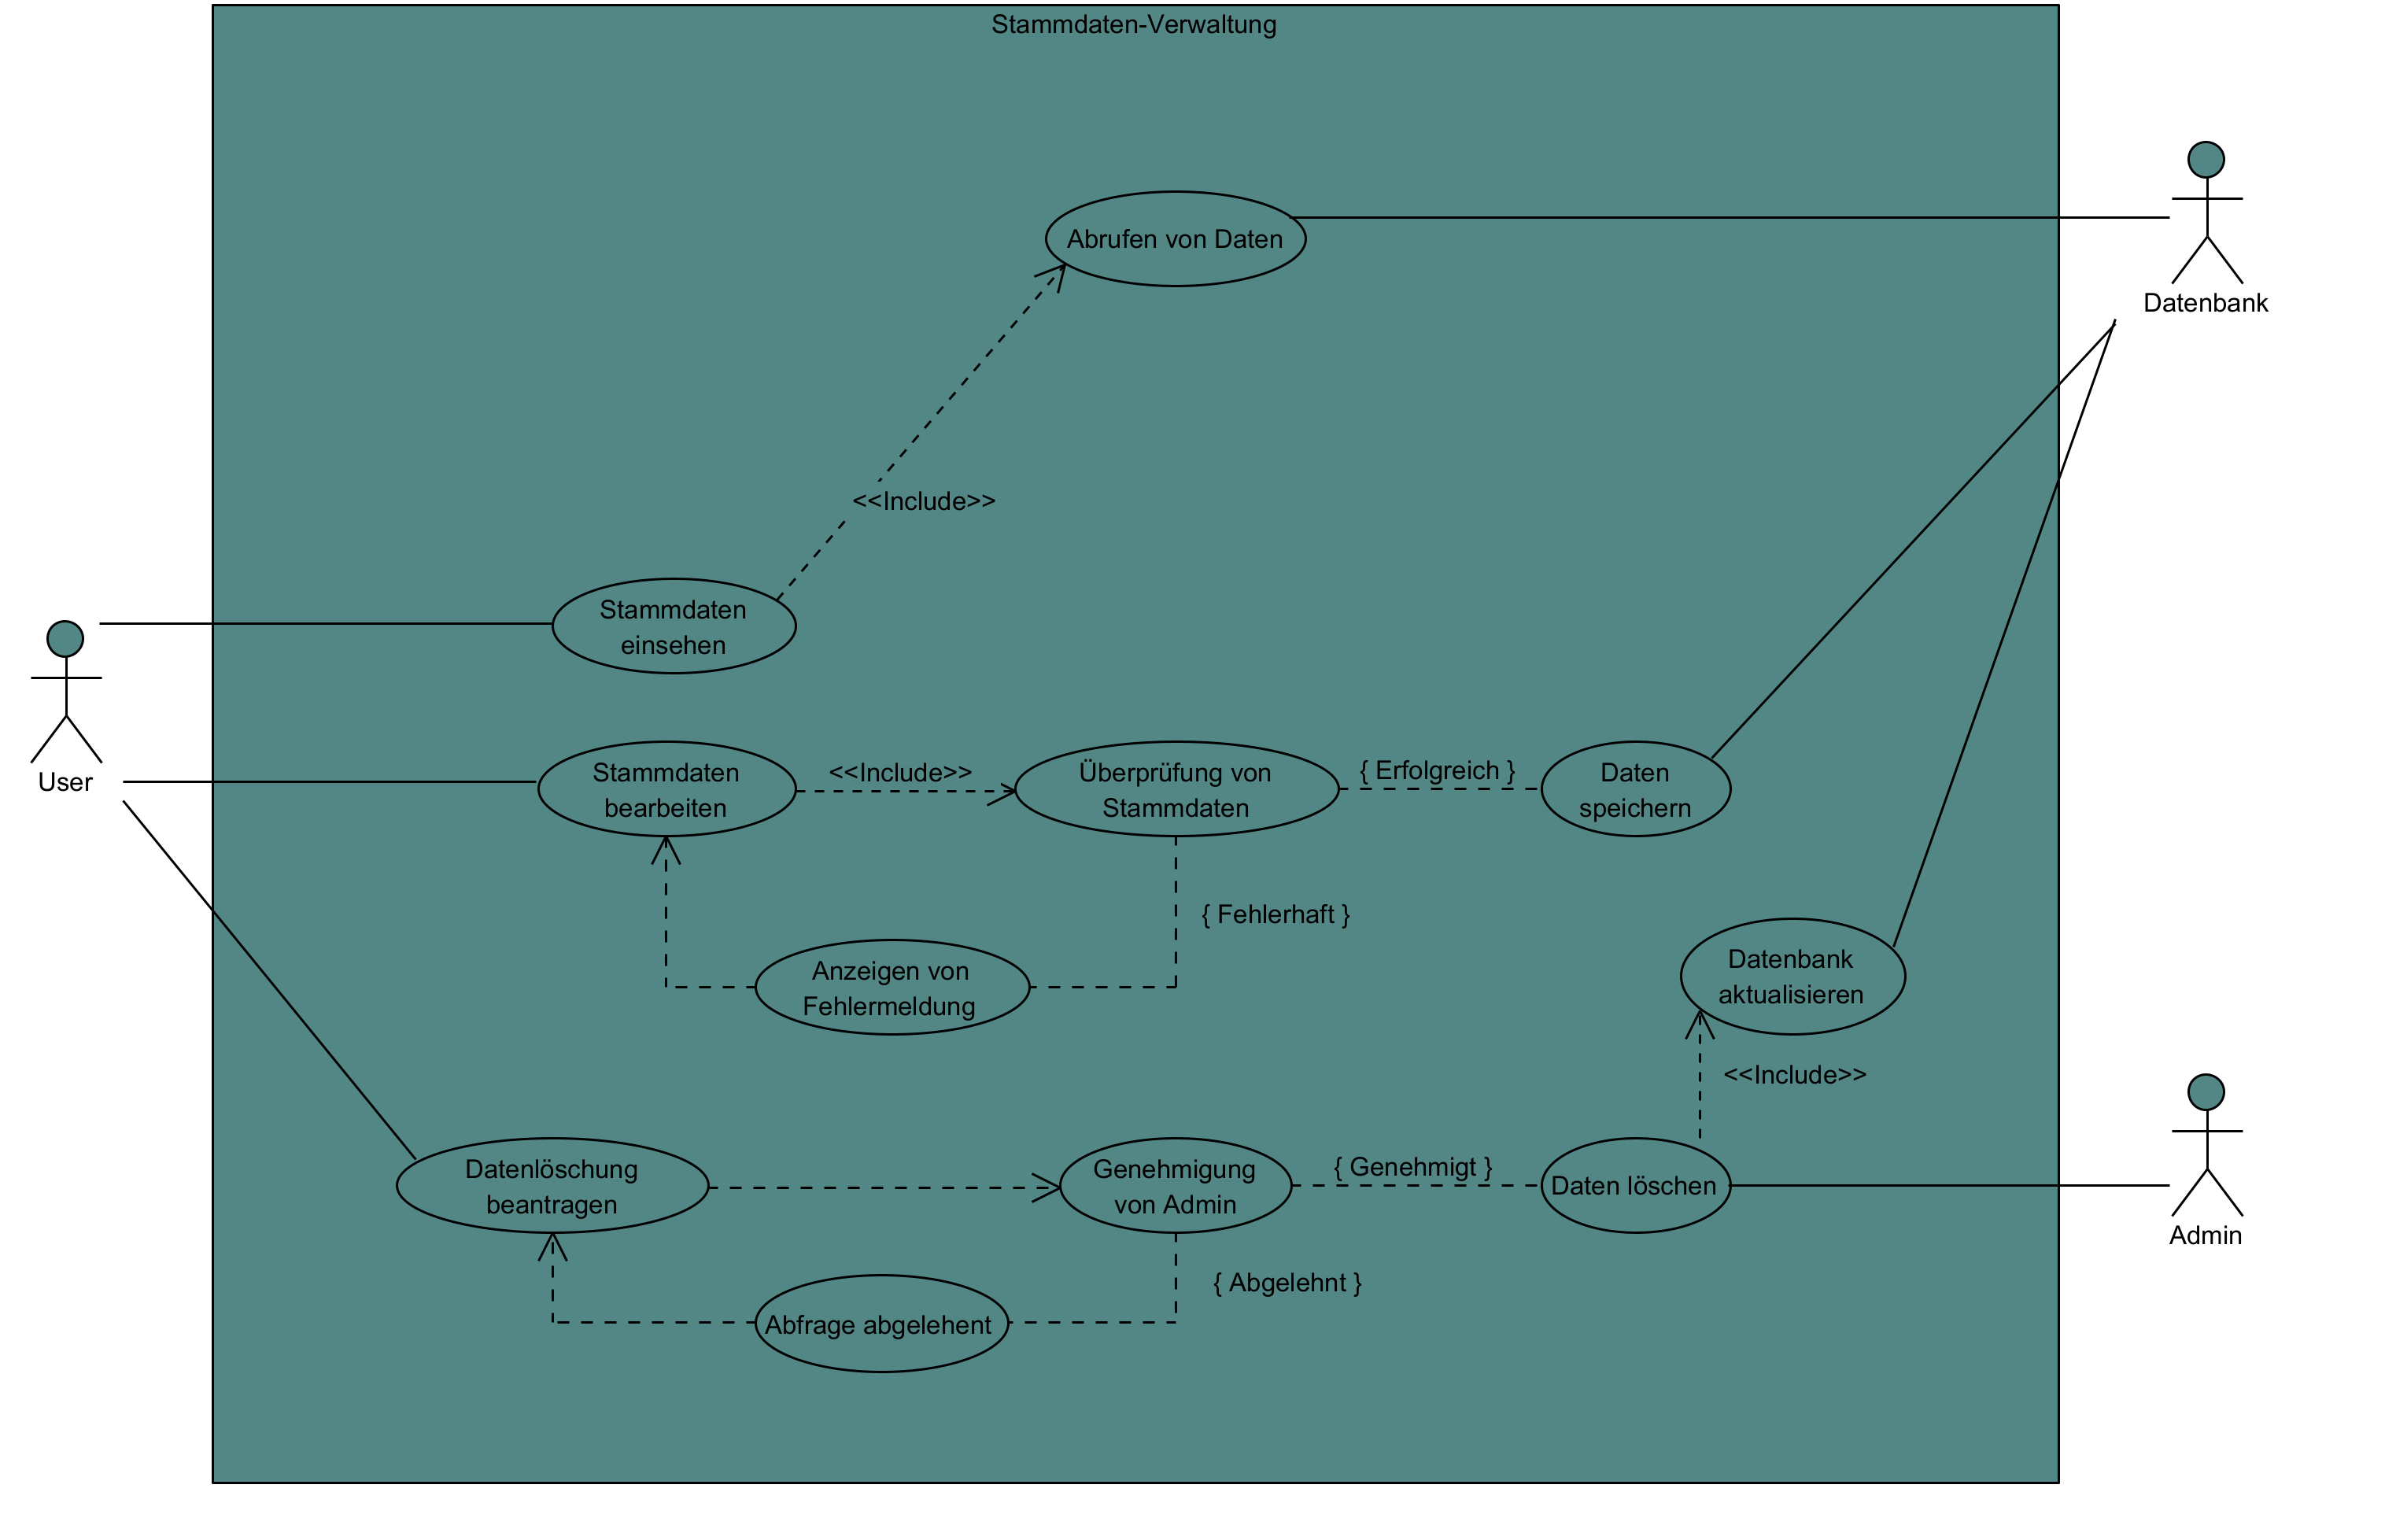 Stammdaten-Verwaltung
Abrufen von Daten
Datenbank
<<Include>>
Stammdaten
einsehen
User
Stammdaten
bearbeiten
<<Include>>
Überprüfung von
Stammdaten
{ Erfolgreich }
Daten
speichern
{ Fehlerhaft }
Anzeigen von
Fehlermeldung
Datenbank
aktualisieren
<<Include>>
Datenlöschung
beantragen
Genehmigung
von Admin
{ Genehmigt }
Daten löschen
Admin
{ Abgelehnt }
Abfrage abgelehent